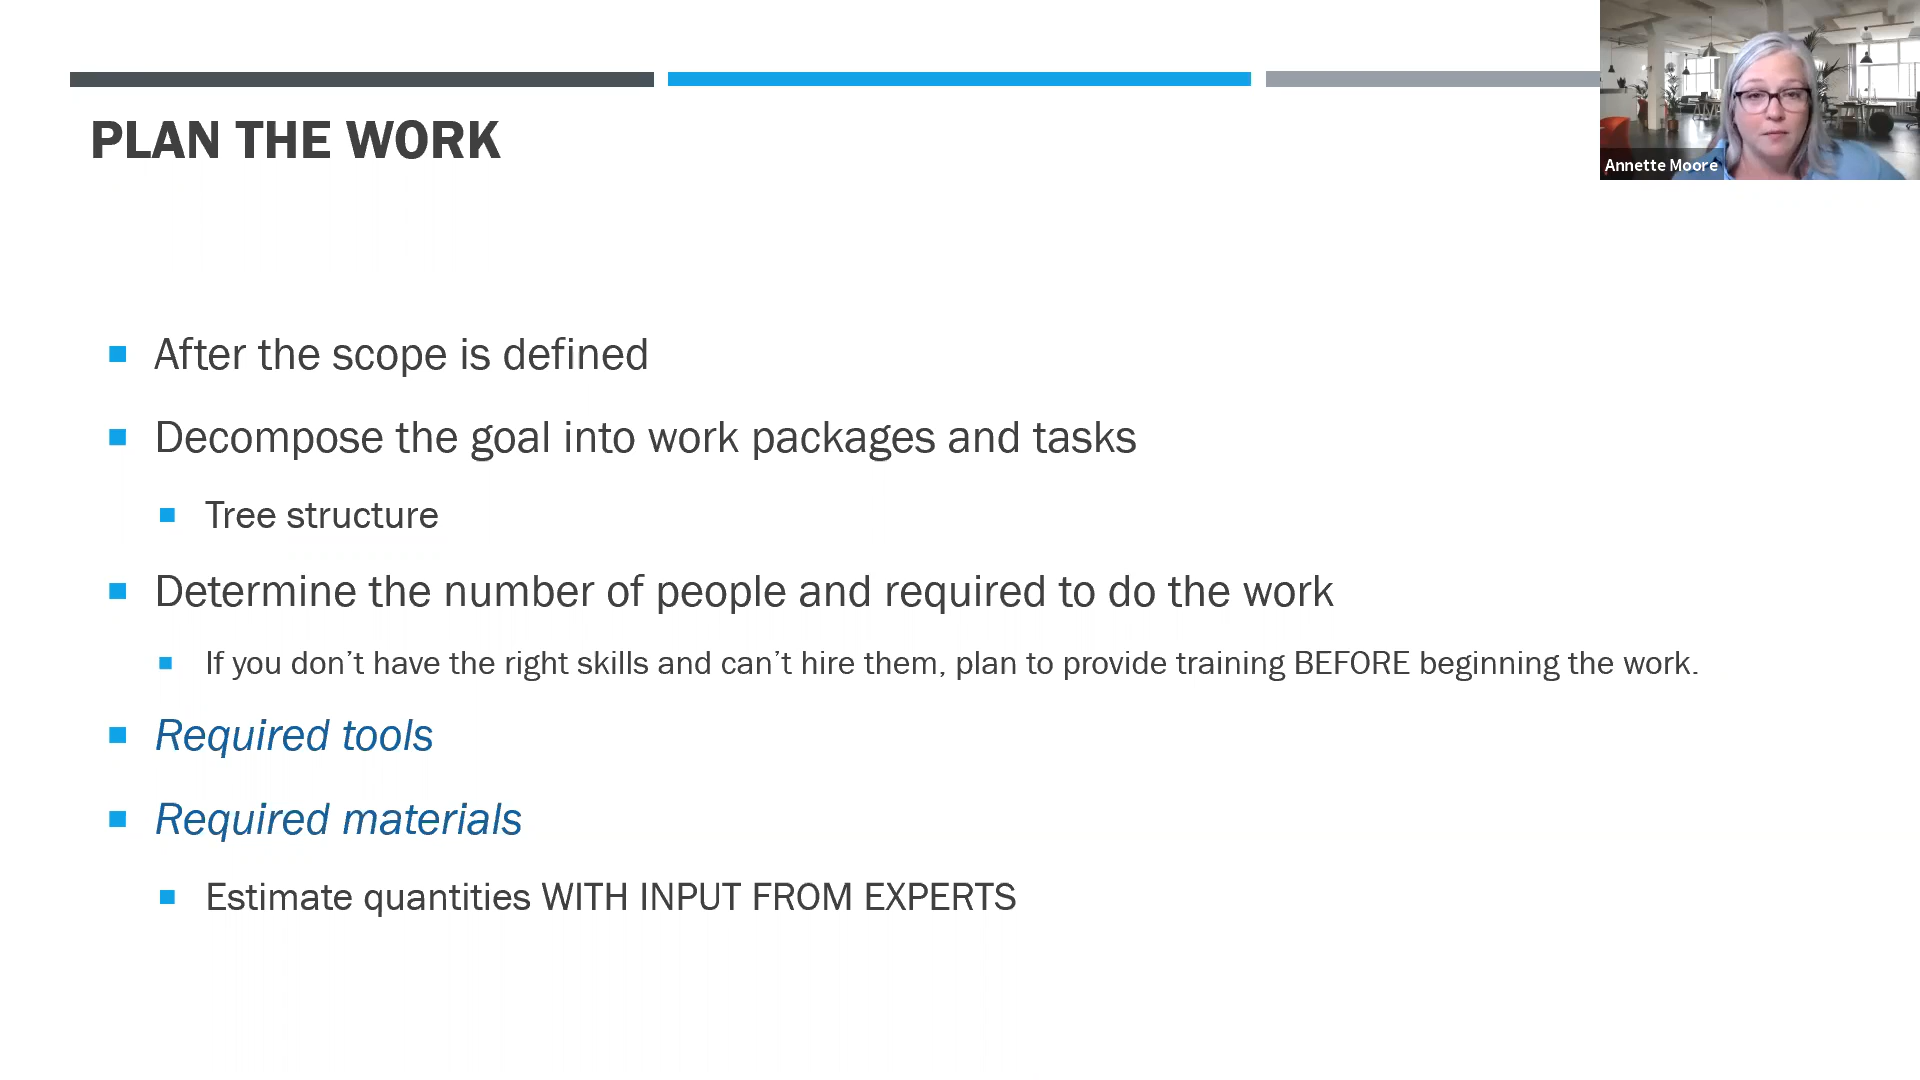 PLAN THE WORK
Annette Moore
After the scope is defined
Decompose the goal into work packages and tasks
Tree structure
Determine the number of people and required to do the work
If you don’t have the right skills and can’t hire them, plan to provide training BEFORE beginning the work.
Required tools
Required materials
Estimate quantities WITH INPUT FROM EXPERTS